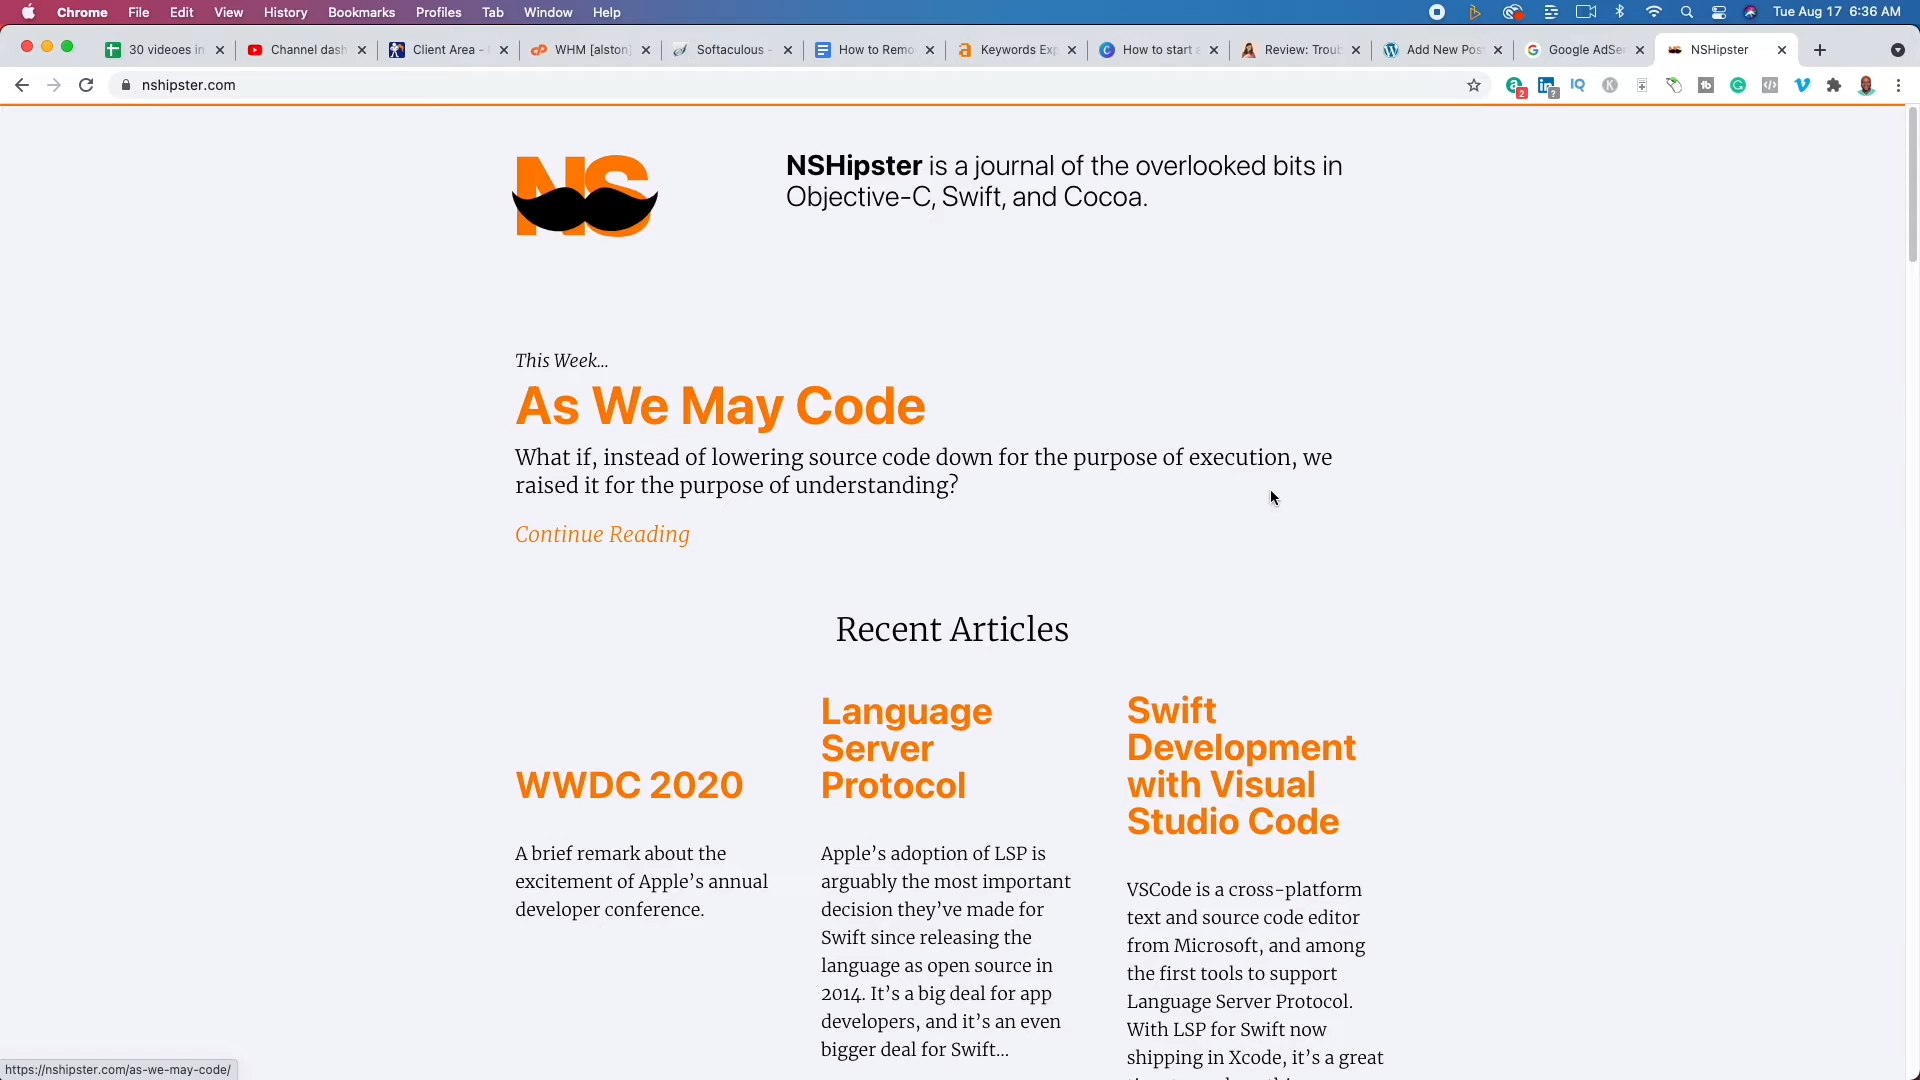 Chrome File Edit View History Bookmarks Profiles Tab Window Help Tue Aug 17 6:36 AM
30 videoes in Channel dash Client Area - WHM [alston] Softaculous - How to Remo Keywords Exp How to start a Review: Trout Add New Pos Google AdSe NSHipster
nshipster.com
2
?
IQ
K
NS
NSHipster is a journal of the overlooked bits in
Objective-C, Swift, and Cocoa.
This Week…
As We May Code
What if, instead of lowering source code down for the purpose of execution, we
raised it for the purpose of understanding?
Continue Reading
Recent Articles
WWDC 2020
A brief remark about the
excitement of Apple’s annual
developer conference.
Language
Server
Protocol
Apple’s adoption of LSP is
arguably the most important
decision they’ve made for
Swift since releasing the
language as open source in
2014. It’s a big deal for app
developers, and it’s an even
bigger deal for Swift…
Swift
Development
with Visual
Studio Code
VSCode is a cross-platform
text and source code editor
from Microsoft, and among
the first tools to support
Language Server Protocol.
With LSP for Swift now
shipping in Xcode, it’s a great
https://nshipster.com/as-we-may-code/